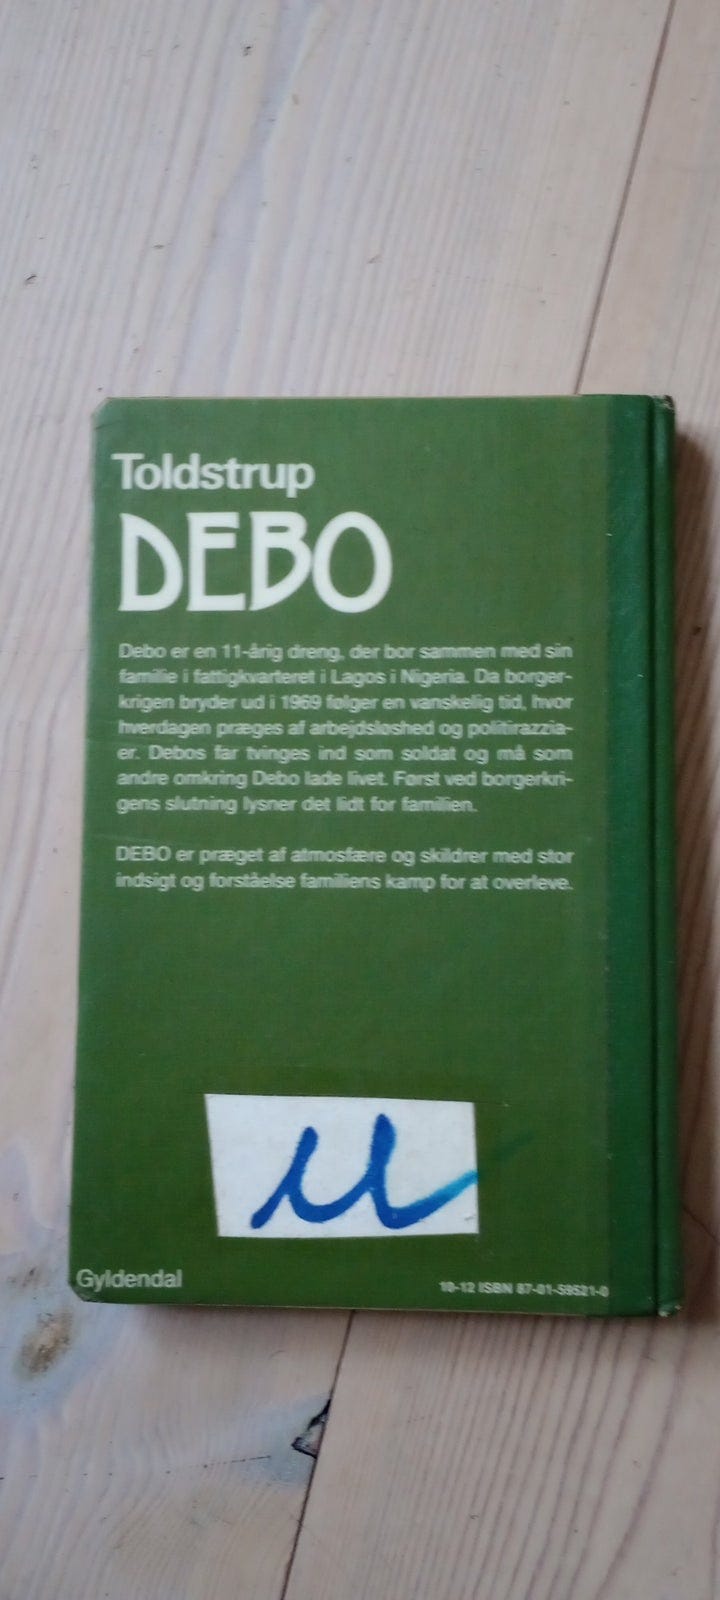 Toldstrup
DEBO
Debo er en 11-årig dreng, der bor sammen med sin
familie i fattigkvarteret i Lagos i Nigeria. Da borger-
krigen bryder ud i 1969 følger en vanskelig tid, hvor
hverdagen præges af arbejdsløshed og politirazzia-
er. Debos far tvinges ind som soldat og må som
andre omkring Debo lade livet. Først ved borgerkri-
gens slutning lysner det lidt for familien.
DEBO er præget af atmosfære og skildrer med stor
indsigt og forståelse familiens kamp for at overleve.
u
Gyldendal
10-12 ISBN 87-01-59521-0